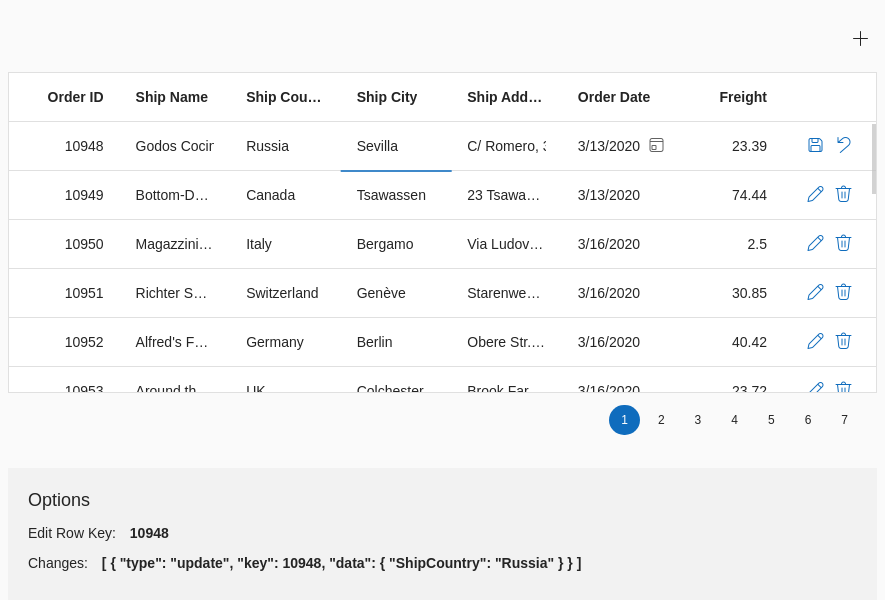 Order ID Ship Name Ship Cou… Ship City Ship Add… Order Date Freight
10948 Godos Cocin Russia Sevilla C/ Romero, 3/13/2020 23.39
10949 Bottom-D… Canada Tsawassen 23 Tsawa… 3/13/2020 74.44
10950 Magazzini… Italy Bergamo Via Ludov… 3/16/2020 2.5
10951 Richter S… Switzerland Genève Starenwe… 3/16/2020 30.85
10952 Alfred's F… Germany Berlin Obere Str.… 3/16/2020 40.42
10953 Around th UK Colchester Brook Far 3/16/2020 23.72
1 2 3 4 5 6 7
Options
Edit Row Key: 10948
Changes: [ { "type": "update", "key": 10948, "data": { "ShipCountry": "Russia" } } ]